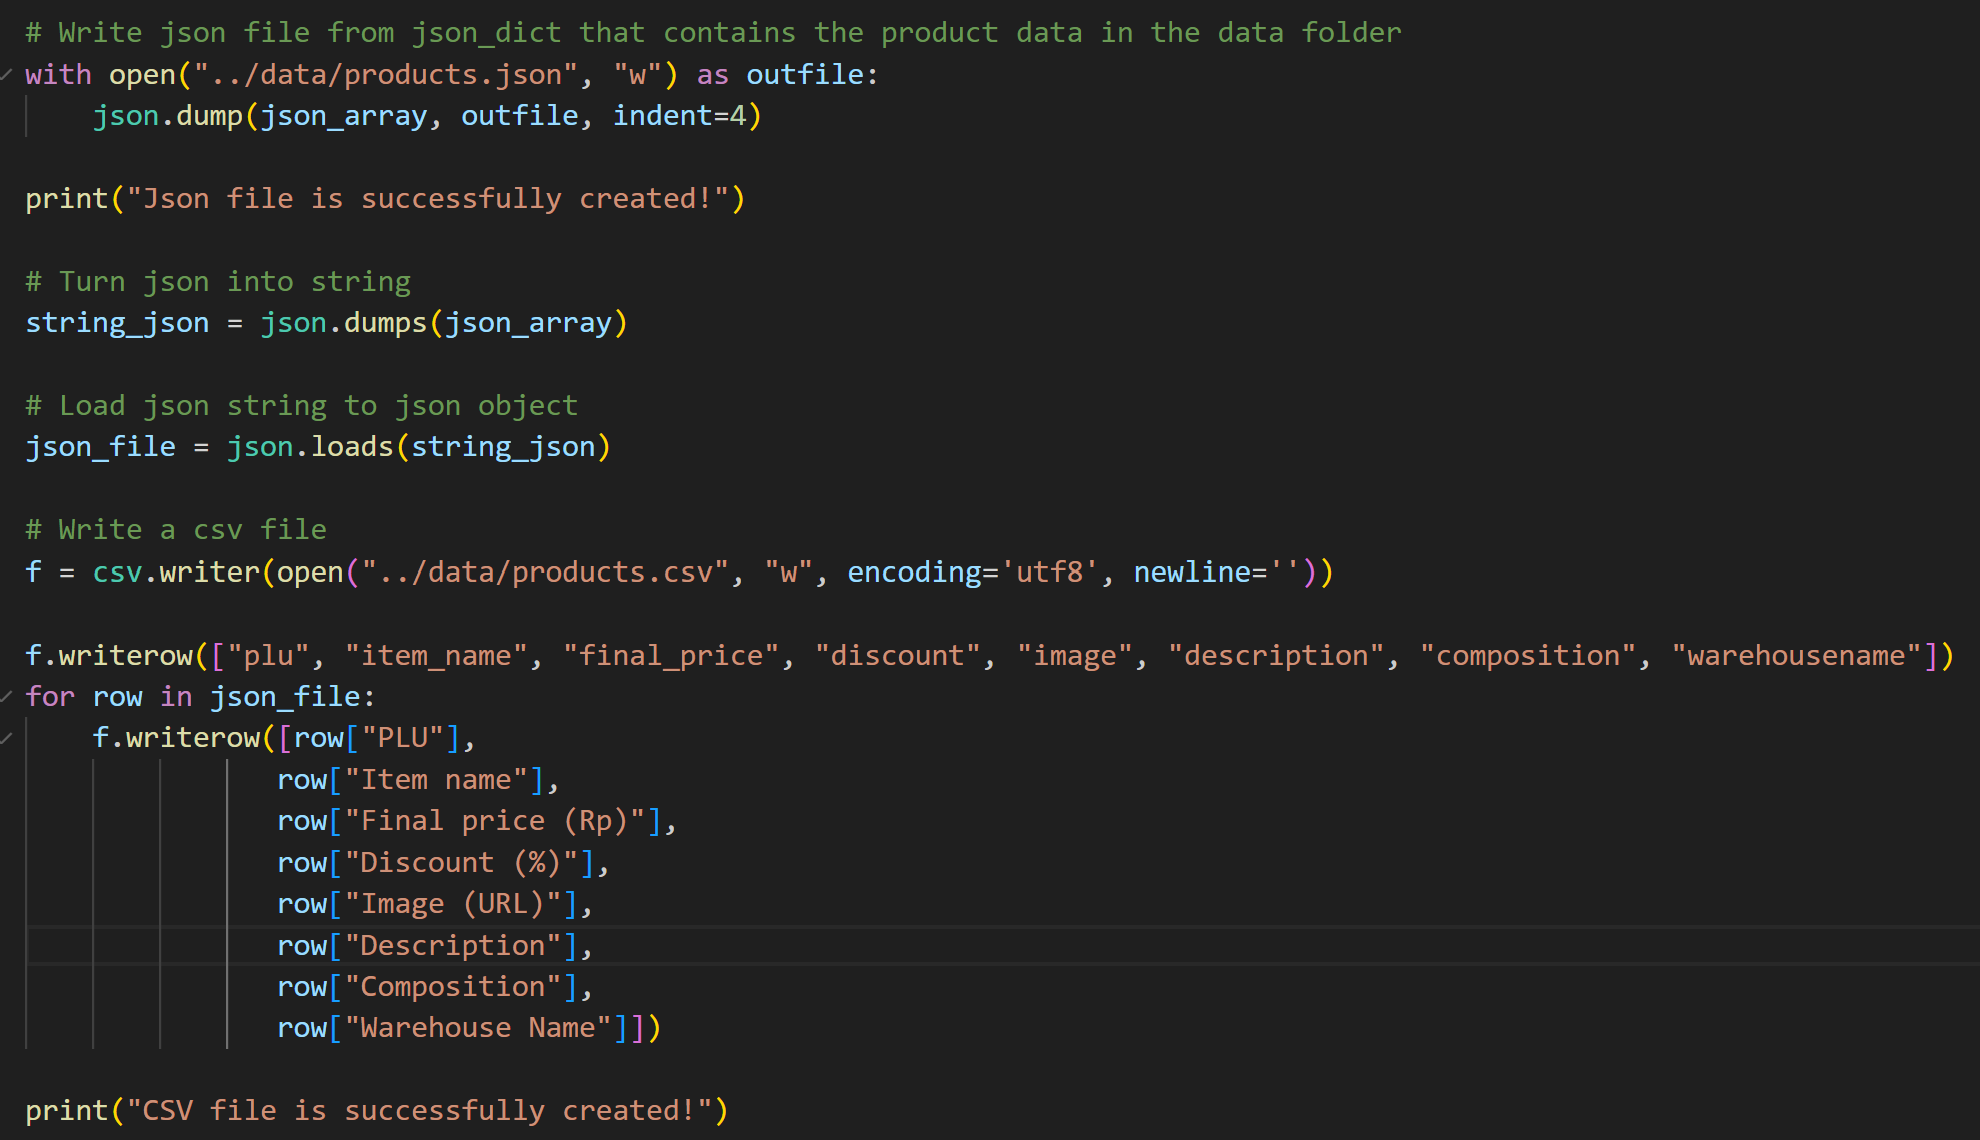 # Write json file from json_dict that contains the product data in the data folder
with open("../data/products.json", "w") as outfile:
    json.dump(json_array, outfile, indent=4)

print("Json file is successfully created!")

# Turn json into string
string_json = json.dumps(json_array)

# Load json string to json object
json_file = json.loads(string_json)

# Write a csv file
f = csv.writer(open("../data/products.csv", "w", encoding='utf8', newline=''))

f.writerow(["plu", "item_name", "final_price", "discount", "image", "description", "composition", "warehousename"])
for row in json_file:
    f.writerow([row["PLU"],
               row["Item name"],
               row["Final price (Rp)"],
               row["Discount (%)"],
               row["Image (URL)"],
               row["Description"],
               row["Composition"],
               row["Warehouse Name"]])

print("CSV file is successfully created!")